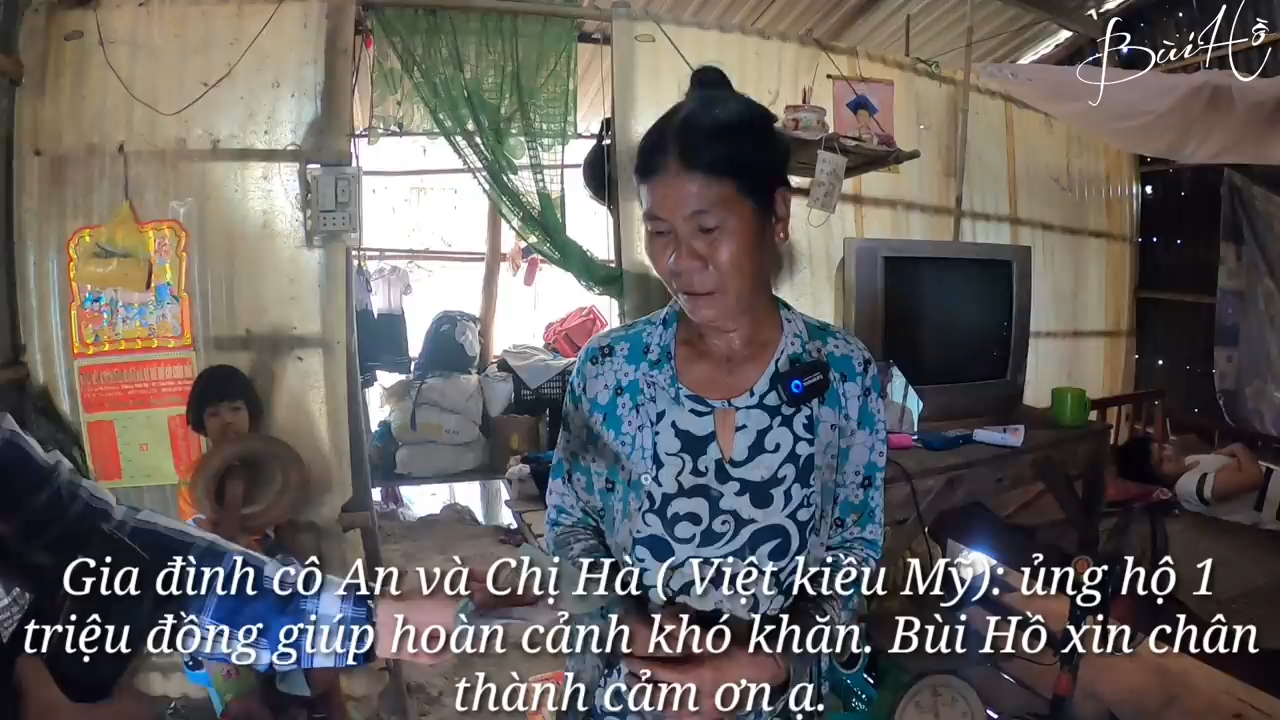 Bùi Hồ
Gia đình cô An và Chị Hà ( Việt kiều Mỹ): ủng hộ 1
triệu đồng giúp hoàn cảnh khó khăn. Bùi Hồ xin chân
thành cảm ơn ạ.